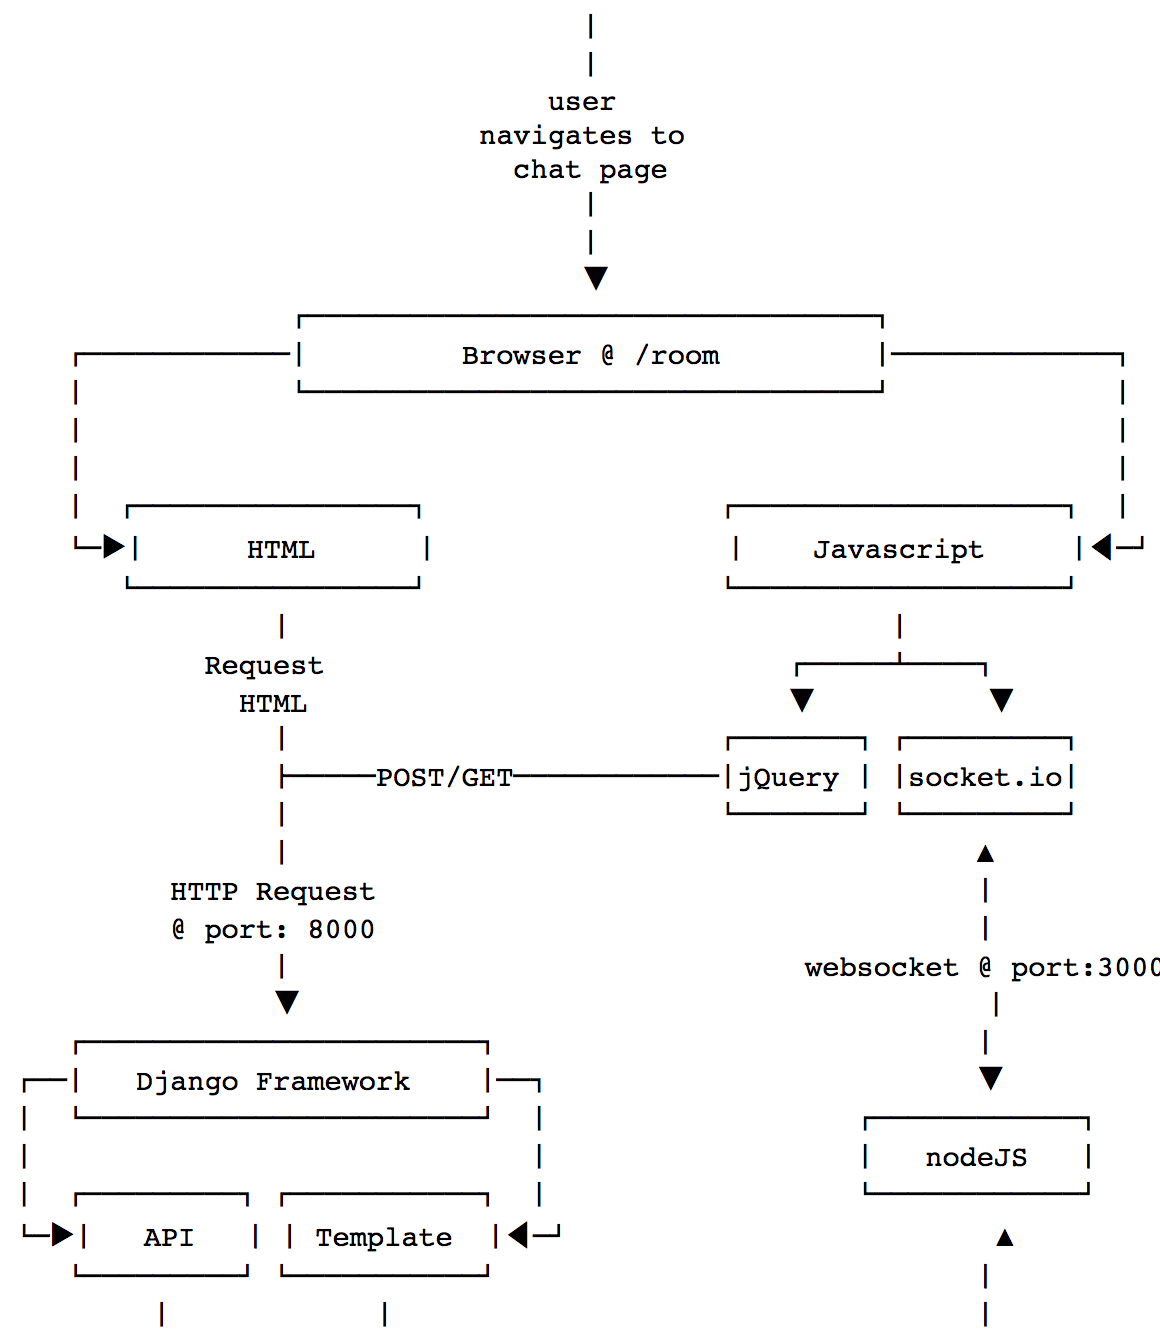 user
navigates to
chat page
Browser @ /room
HTML
Javascript
Request
HTML
POST/GET
jQuery
socket.io
HTTP Request
@ port: 8000
websocket @ port:3000
Django Framework
nodeJS
API
Template